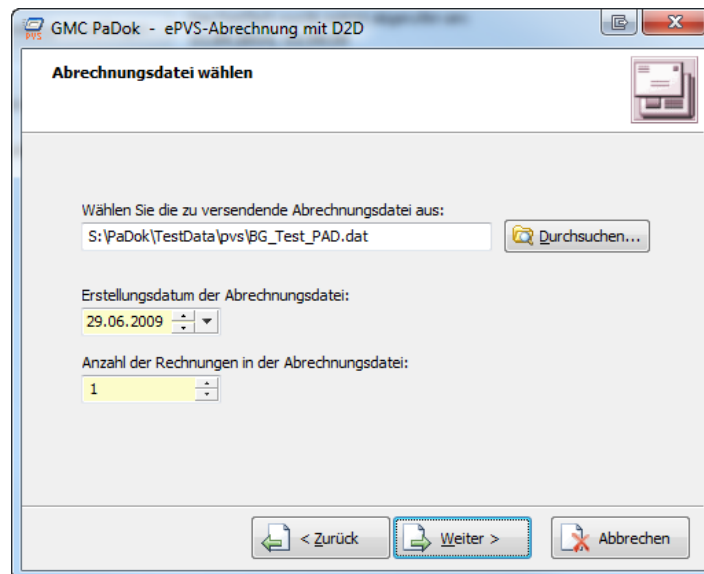 PVS
GMC PaDok - ePVS-Abrechnung mit D2D
Abrechnungsdatei wählen
Wählen Sie die zu versendende Abrechnungsdatei aus:
S:\PaDok\TestData\pvs\BG_Test_PAD.dat
Durchsuchen...
Erstellungsdatum der Abrechnungsdatei:
29.06.2009
Anzahl der Rechnungen in der Abrechnungsdatei:
1
< Zurück
Weiter >
Abbrechen